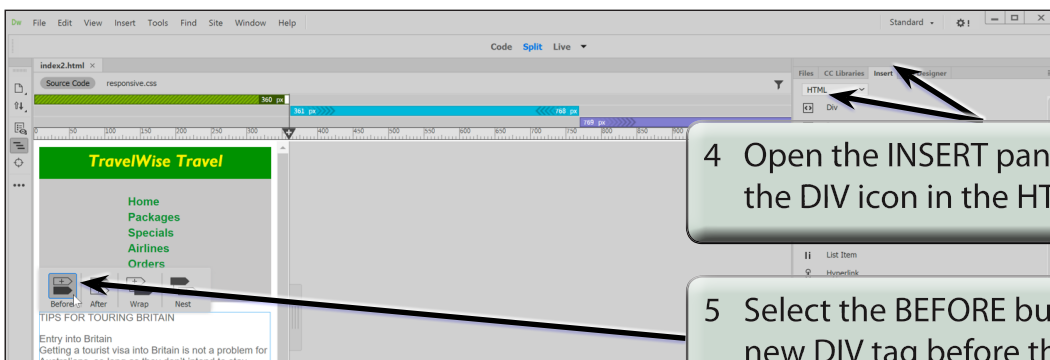 Dw File Edit View Insert Tools Find Site Window Help Standard
Code Split Live
index2.html ×
Source Code responsive.css
Files CC Libraries Insert Designer
HTML
Div
360 px
361 px 768 px
769 px
0 50 100 150 200 250 300 400 450 500 550 600 650 700 750 800 850 900
TravelWise Travel
Home
Packages
Specials
Airlines
Orders
4 Open the INSERT pan
the DIV icon in the HT
List Item
Hyperlink
Before After Wrap Nest
TIPS FOR TOURING BRITAIN
Entry into Britain
Getting a tourist visa into Britain is not a problem for
5 Select the BEFORE bu
new DIV tag before th